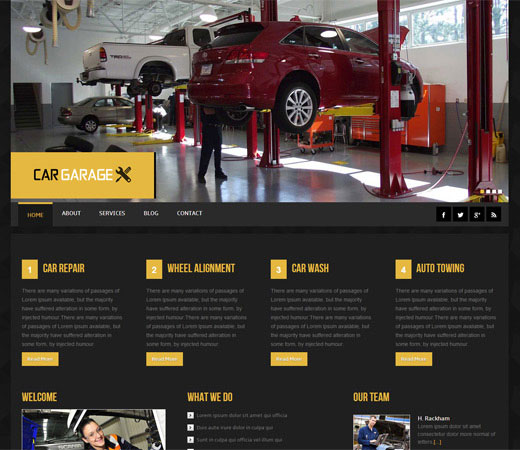 CAR GARAGE
HOME ABOUT SERVICES BLOG CONTACT
1 CAR REPAIR
There are many variations of passages of
Lorem Ipsum available, but the majority
have suffered alteration in some form, by
injected humour. There are many variations
of passages of Lorem Ipsum available, but
the majority have suffered alteration in
some form, by injected humour.
Read More
2 WHEEL ALIGNMENT
There are many variations of passages of
Lorem Ipsum available, but the majority
have suffered alteration in some form, by
injected humour. There are many variations
of passages of Lorem Ipsum available, but
the majority have suffered alteration in
some form, by injected humour.
Read More
3 CAR WASH
There are many variations of passages of
Lorem Ipsum available, but the majority
have suffered alteration in some form, by
injected humour. There are many variations
of passages of Lorem Ipsum available, but
the majority have suffered alteration in
some form, by injected humour.
Read More
4 AUTO TOWING
There are many variations of passages of
Lorem Ipsum available, but the majority
have suffered alteration in some form, by
injected humour. There are many variations
of passages of Lorem Ipsum available, but
the majority have suffered alteration in
some form, by injected humour.
Read More
WELCOME
WHAT WE DO
Lorem ipsum dolor sit amet qui officia
Duis aute irure dolor in culpa qui
Sunt in culpa qui officia vel illum
OUR TEAM
H. Rackham
Lorem ipsum dolor sit amet
consectetur dolore numor of
dolores[...]